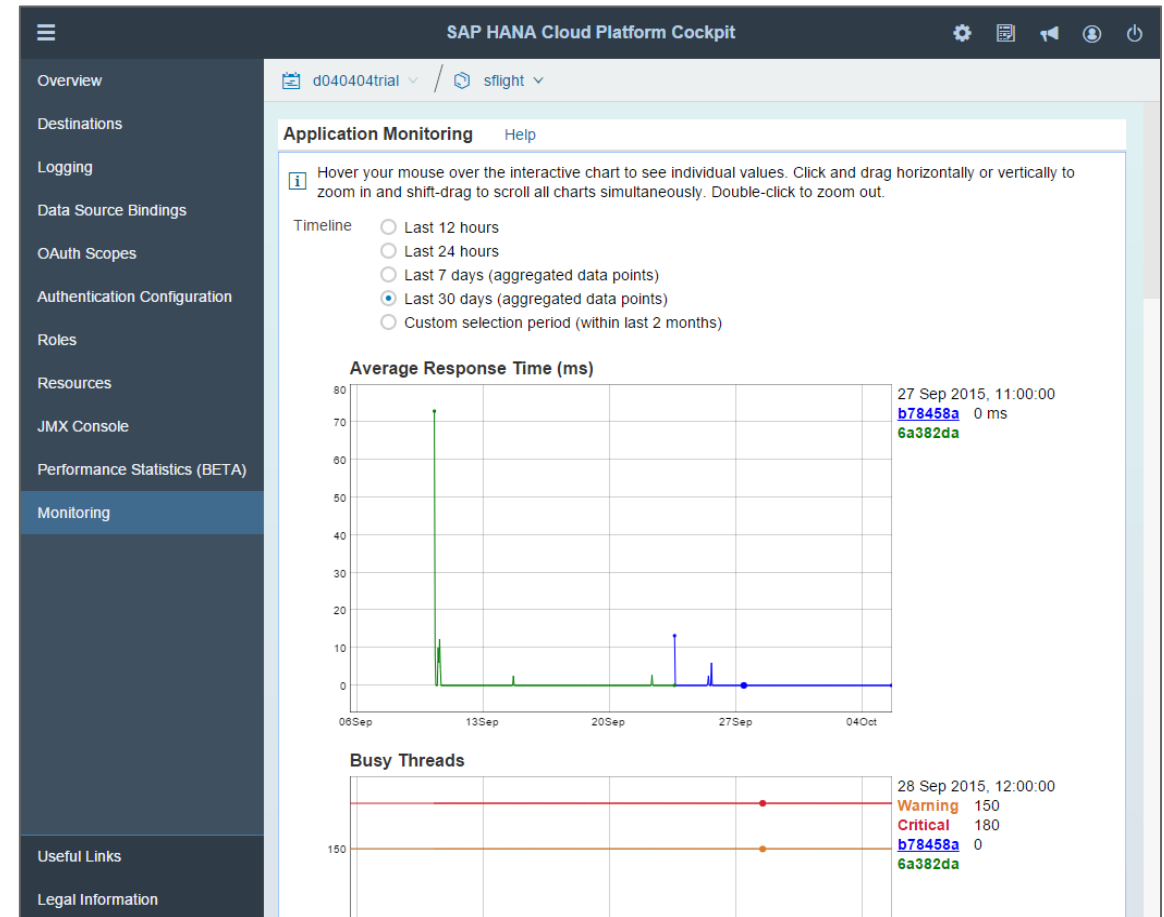 SAP HANA Cloud Platform Cockpit
Overview
Destinations
Logging
Data Source Bindings
OAuth Scopes
Authentication Configuration
Roles
Resources
JMX Console
Performance Statistics (BETA)
Monitoring
Useful Links
Legal Information
d040404trial / sflight
Application Monitoring Help
Hover your mouse over the interactive chart to see individual values. Click and drag horizontally or vertically to
zoom in and shift-drag to scroll all charts simultaneously. Double-click to zoom out.
Timeline
Last 12 hours
Last 24 hours
Last 7 days (aggregated data points)
Last 30 days (aggregated data points)
Custom selection period (within last 2 months)
Average Response Time (ms)
80
70
60
50
40
30
20
10
0
06Sep 13Sep 20Sep 27Sep 04Oct
27 Sep 2015, 11:00:00
b78458a 0 ms
6a382da
Busy Threads
150
28 Sep 2015, 12:00:00
Warning 150
Critical 180
b78458a 0
6a382da